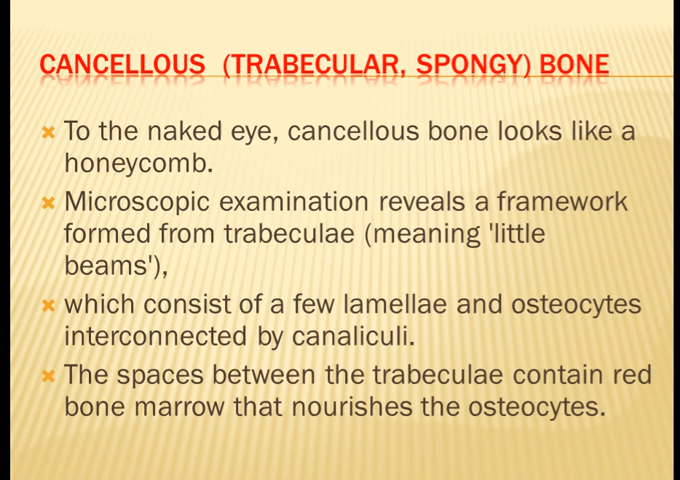 CANCELLOUS (TRABECULAR, SPONGY) BONE
To the naked eye, cancellous bone looks like a
honeycomb.
Microscopic examination reveals a framework
formed from trabeculae (meaning 'little
beams'),
which consist of a few lamellae and osteocytes
interconnected by canaliculi.
The spaces between the trabeculae contain red
bone marrow that nourishes the osteocytes.